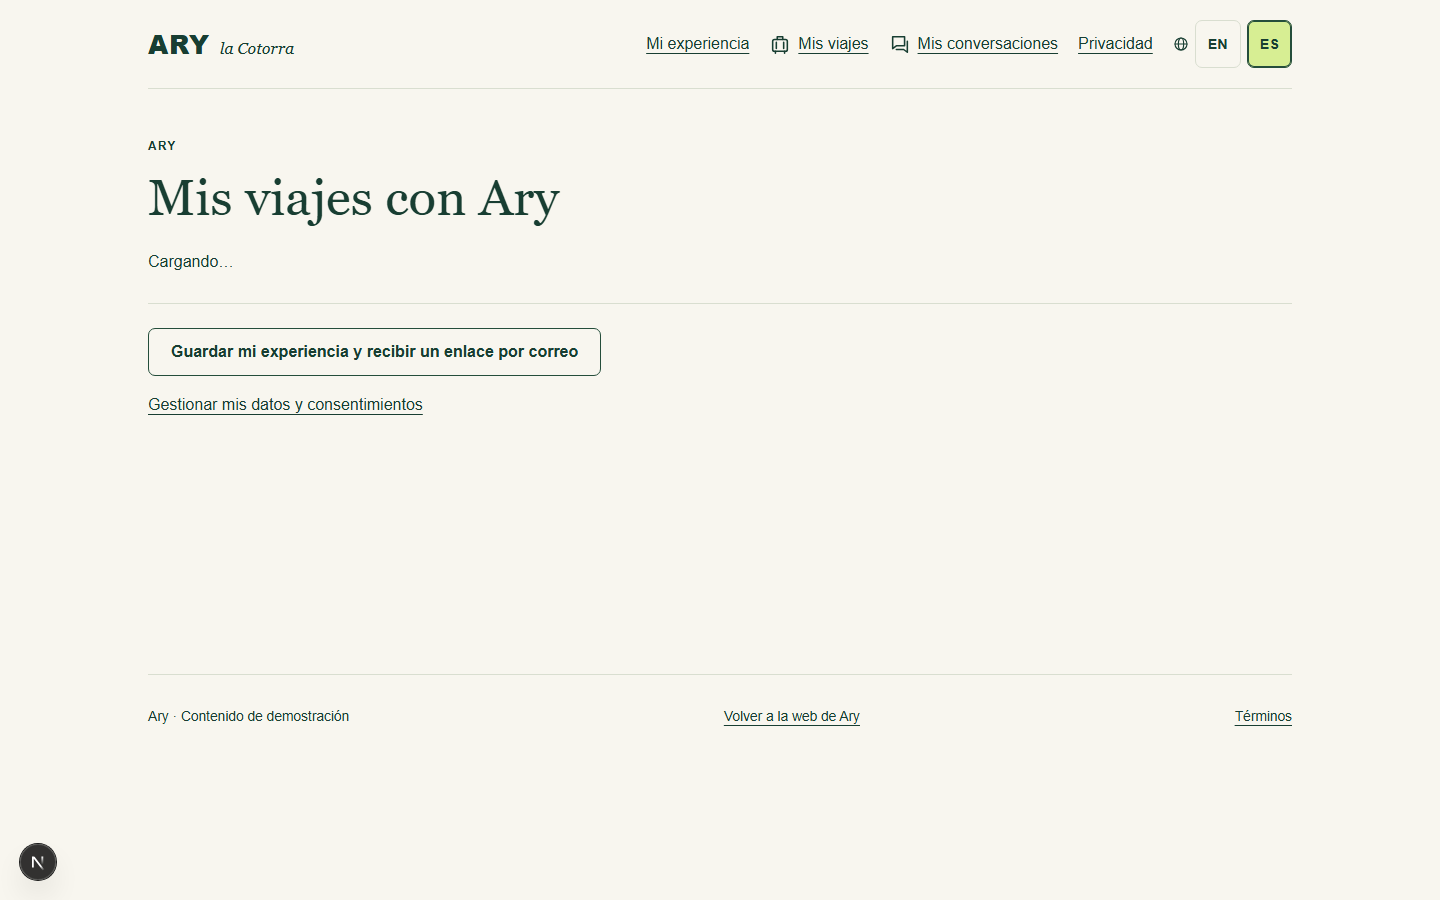 ARY la Cotorra
Mi experiencia Mis viajes Mis conversaciones Privacidad EN ES
ARY
Mis viajes con Ary
Cargando...
Guardar mi experiencia y recibir un enlace por correo
Gestionar mis datos y consentimientos
Ary · Contenido de demostración Volver a la web de Ary Términos
N